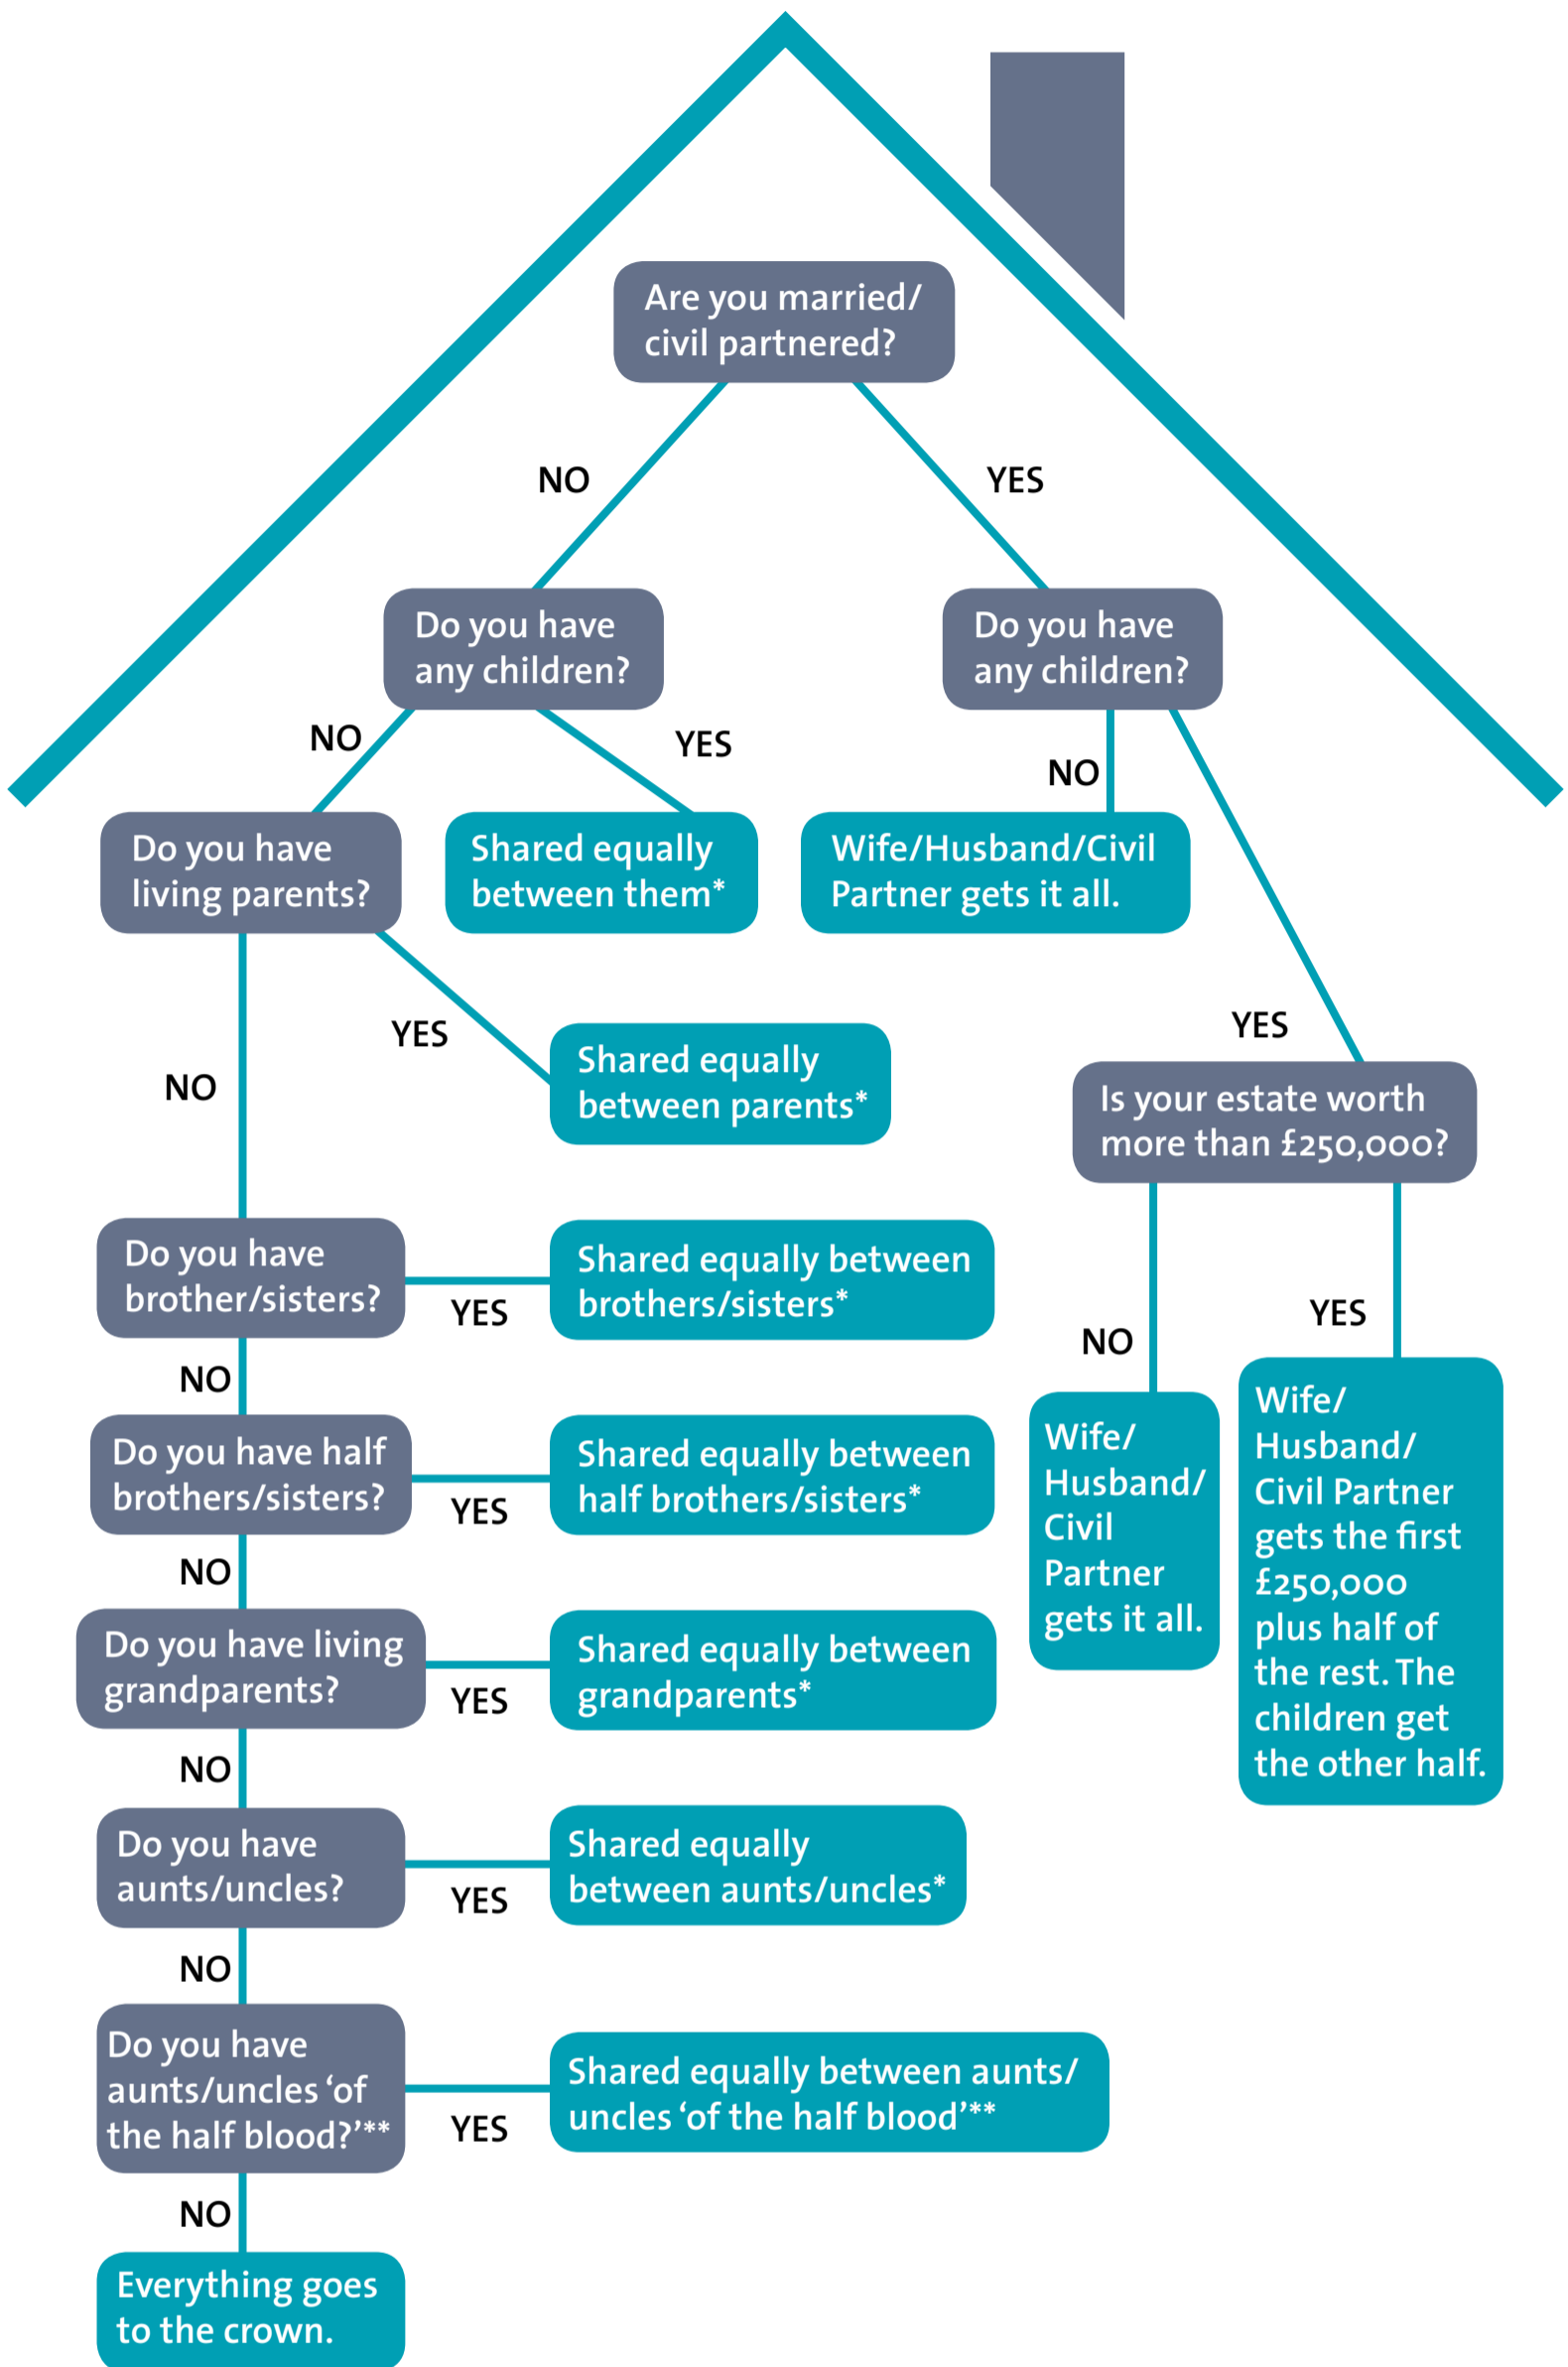 Are you married/
civil partnered?
NO
YES
Do you have
any children?
Do you have
any children?
NO
YES
NO
Do you have
living parents?
Shared equally
between them*
Wife/Husband/Civil
Partner gets it all.
YES
NO
YES
Shared equally
between parents*
Is your estate worth
more than £250,000?
Do you have
brother/sisters?
YES
Shared equally between
brothers/sisters*
NO
YES
NO
Do you have half
brothers/sisters?
YES
Shared equally between
half brothers/sisters*
Wife/
Husband/
Civil
Partner
gets it all.
Wife/
Husband/
Civil Partner
gets the first
£250,000
plus half of
the rest. The
children get
the other half.
NO
Do you have living
grandparents?
YES
Shared equally between
grandparents*
NO
Do you have
aunts/uncles?
YES
Shared equally
between aunts/uncles*
NO
Do you have
aunts/uncles ‘of
the half blood?’**
YES
Shared equally between aunts/
uncles ‘of the half blood’**
NO
Everything goes
to the crown.